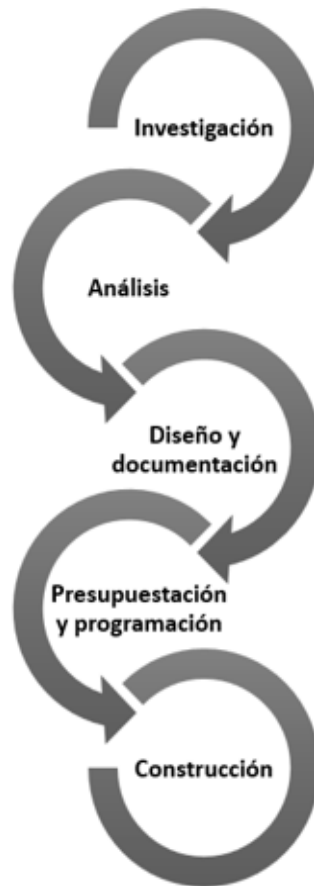 Investigación
Análisis
Diseño y
documentación
Presupuestación
y programación
Construcción